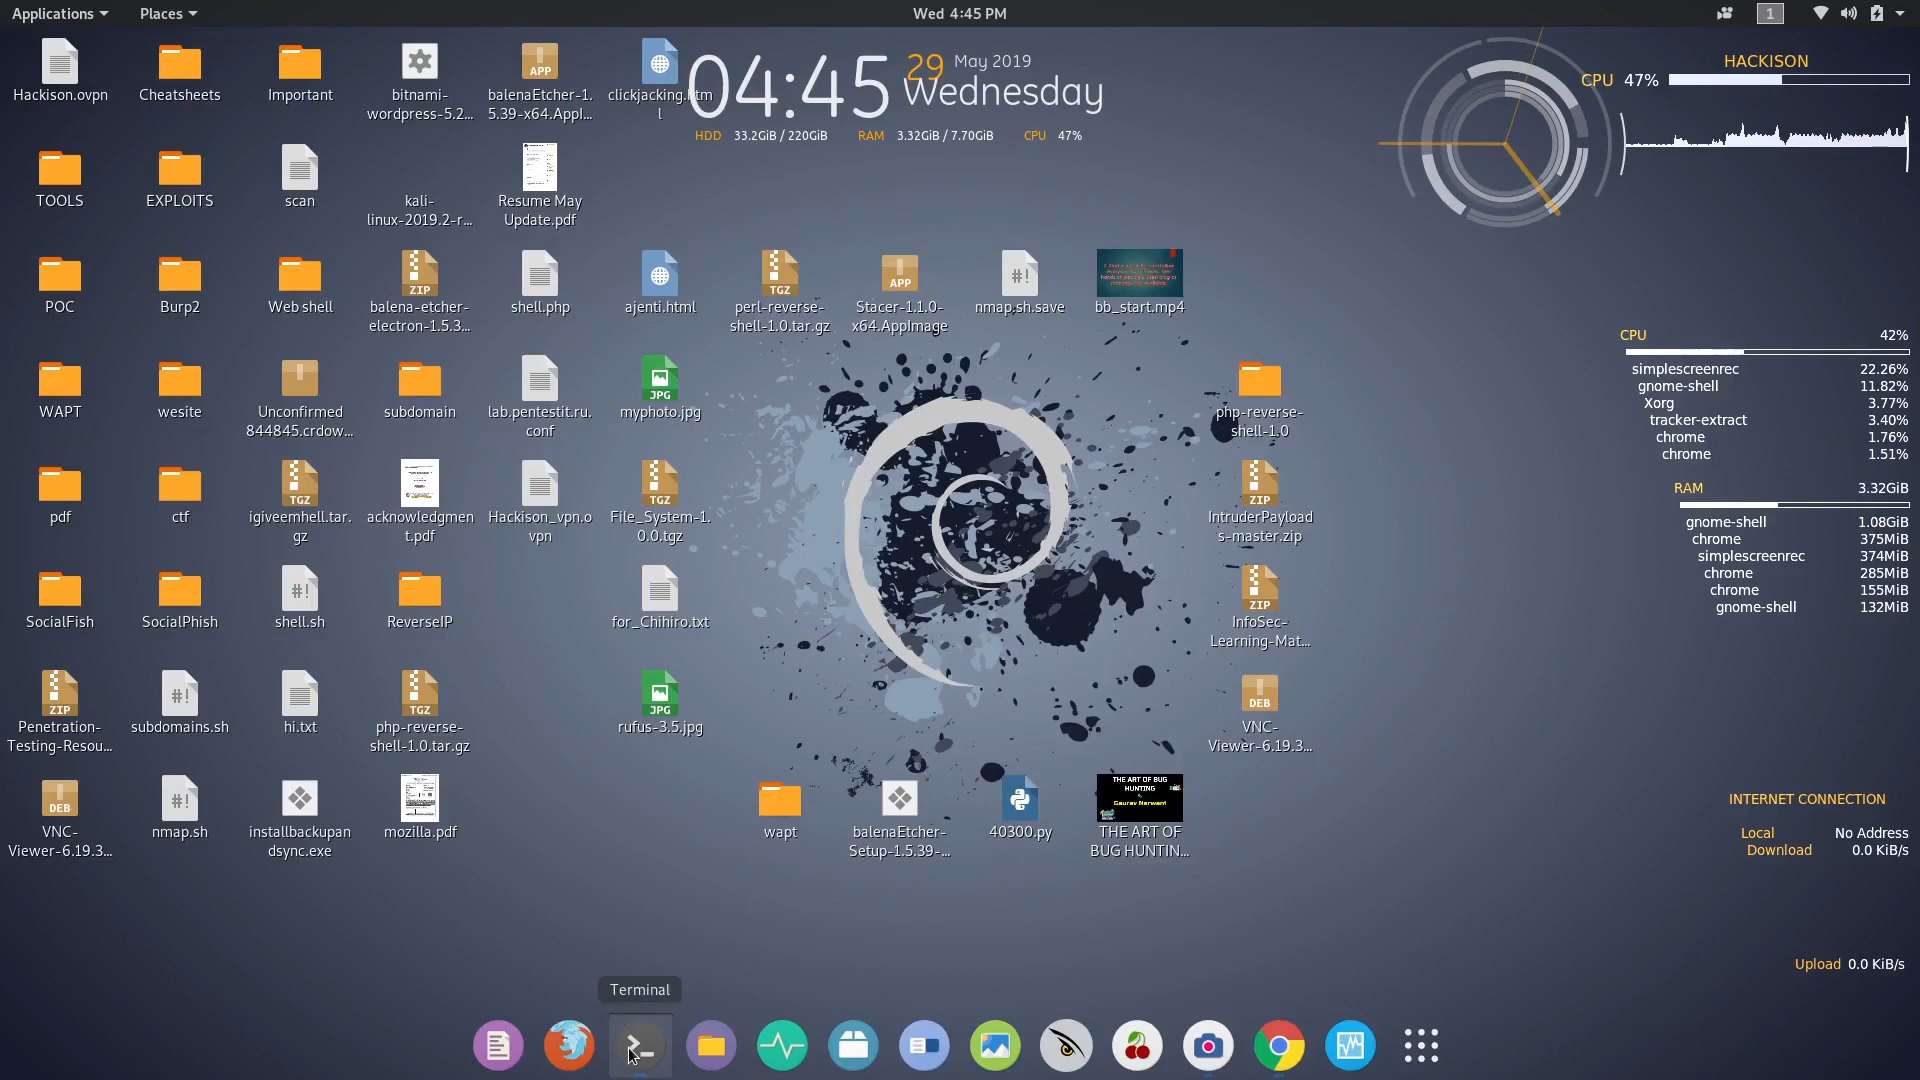 Applications
Places
Wed 4:45 PM
1
Hackison.ovpn
Cheatsheets
Important
bitnami-
wordpress-5.2...
APP
balenaEtcher-1.
5.39-x64.AppI...
clickjacking.htm
l
04:45
29
May 2019
Wednesday
HDD 33.2GiB / 220GiB RAM 3.32GiB / 7.70GiB CPU 47%
HACKISON
CPU 47%
TOOLS
EXPLOITS
scan
kali-
linux-2019.2-r...
Resume May
Update.pdf
POC
Burp2
Web shell
ZIP
balena-etcher-
electron-1.5.3...
shell.php
ajenti.html
TGZ
perl-reverse-
shell-1.0.tar.gz
APP
Stacer-1.1.0-
x64.AppImage
#!
nmap.sh.save
bb_start.mp4
CPU 42%
simplescreenrec 22.26%
gnome-shell 11.82%
Xorg 3.77%
tracker-extract 3.40%
chrome 1.76%
chrome 1.51%
WAPT
wesite
Unconfirmed
844845.crdow...
subdomain
lab.pentestit.ru.
conf
JPG
myphoto.jpg
php-reverse-
shell-1.0
RAM 3.32GiB
gnome-shell 1.08GiB
chrome 375MiB
simplescreenrec 374MiB
chrome 285MiB
chrome 155MiB
gnome-shell 132MiB
pdf
ctf
TGZ
igiveemhell.tar.
gz
acknowledgmen
t.pdf
Hackison_vpn.o
vpn
TGZ
File_System-1.
0.0.tgz
ZIP
IntruderPayload
s-master.zip
SocialFish
SocialPhish
#!
shell.sh
ReverseIP
for_Chihiro.txt
ZIP
InfoSec-
Learning-Mat...
ZIP
Penetration-
Testing-Resou...
#!
subdomains.sh
hi.txt
TGZ
php-reverse-
shell-1.0.tar.gz
JPG
rufus-3.5.jpg
DEB
VNC-
Viewer-6.19.3...
DEB
VNC-
Viewer-6.19.3...
#!
nmap.sh
installbackupan
dsync.exe
mozilla.pdf
wapt
balenaEtcher-
Setup-1.5.39-...
40300.py
THE ART OF BUG
HUNTING
Gaurav Narwani
THE ART OF
BUG HUNTIN...
INTERNET CONNECTION
Local No Address
Download 0.0 KiB/s
Upload 0.0 KiB/s
Terminal